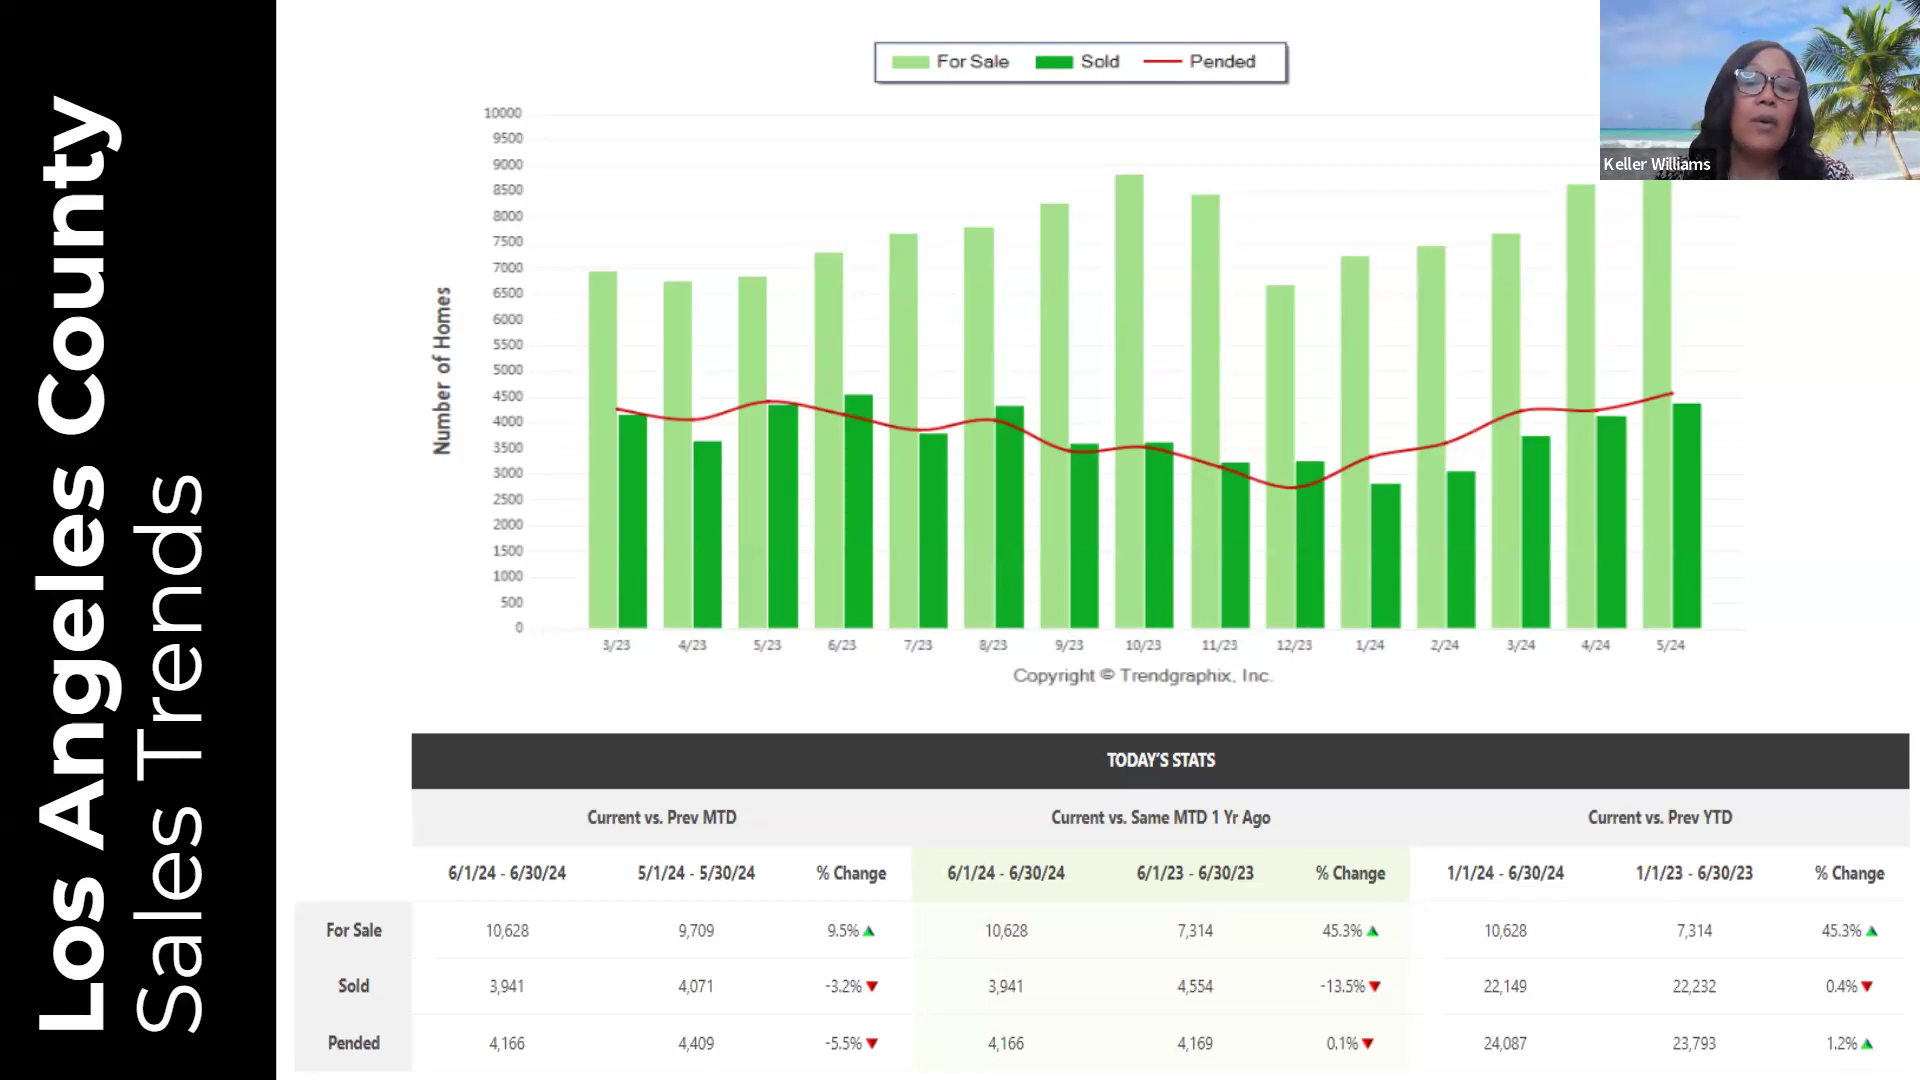 Los Angeles County
Sales Trends
For Sale Sold Pended
Keller Williams
10000
9500
9000
8500
8000
7500
7000
6500
6000
5500
5000
4500
4000
3500
3000
2500
2000
1500
1000
500
0
Number of Homes
3/23 4/23 5/23 6/23 7/23 8/23 9/23 10/23 11/23 12/23 1/24 2/24 3/24 4/24 5/24
Copyright © Trendgraphix, Inc.
TODAY'S STATS
Current vs. Prev MTD Current vs. Same MTD 1 Yr Ago Current vs. Prev YTD
6/1/24 - 6/30/24 5/1/24 - 5/30/24 % Change 6/1/24 - 6/30/24 6/1/23 - 6/30/23 % Change 1/1/24 - 6/30/24 1/1/23 - 6/30/23 % Change
For Sale 10,628 9,709 9.5% 10,628 7,314 45.3% 10,628 7,314 45.3%
Sold 3,941 4,071 -3.2% 3,941 4,554 -13.5% 22,149 22,232 0.4%
Pended 4,166 4,409 -5.5% 4,166 4,169 0.1% 24,087 23,793 1.2%